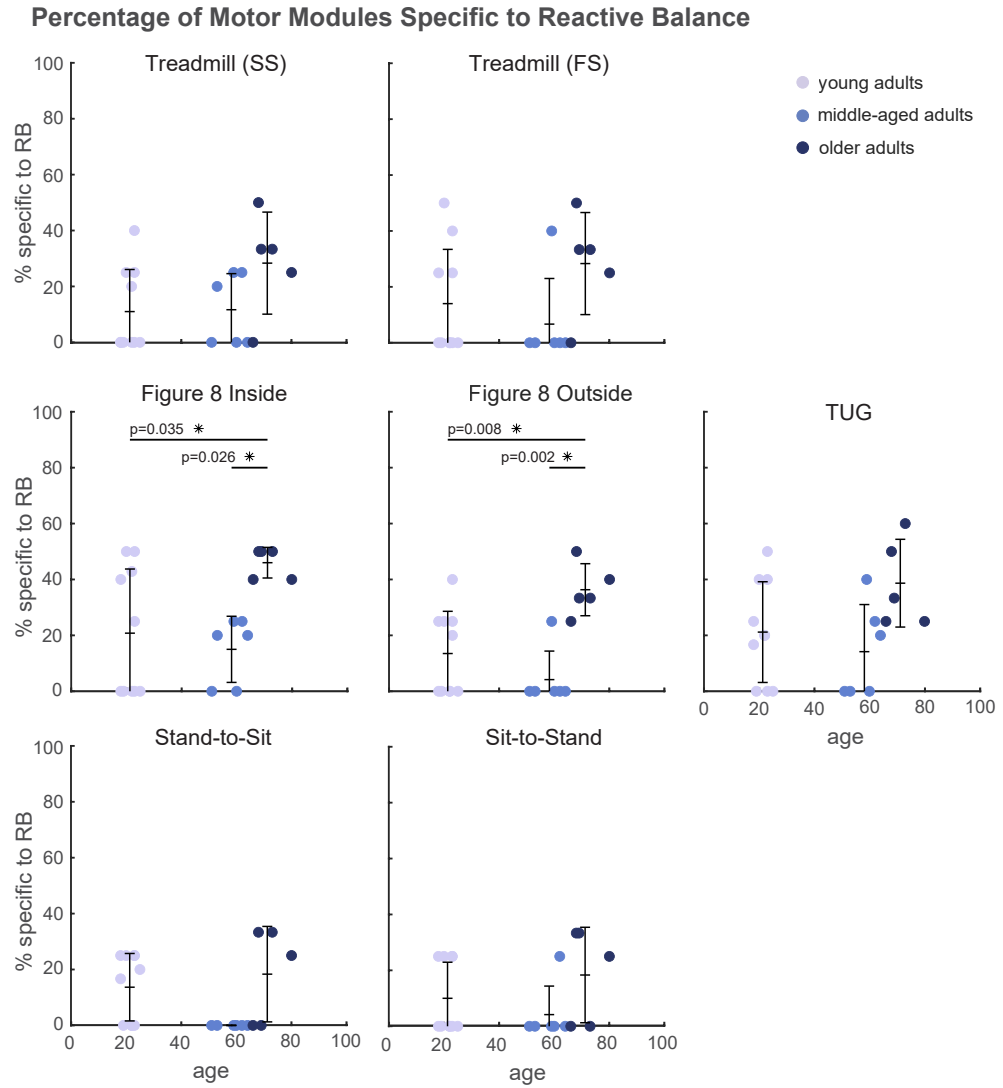 Percentage of Motor Modules Specific to Reactive Balance
Treadmill (SS)
Treadmill (FS)
young adults
middle-aged adults
older adults
% specific to RB
100
80
60
40
20
0
Figure 8 Inside
Figure 8 Outside
TUG
% specific to RB
100
80
60
40
20
0
p=0.035 *
p=0.026 *
p=0.008 *
p=0.002 *
0 20 40 60 80 100
age
Stand-to-Sit
Sit-to-Stand
% specific to RB
100
80
60
40
20
0
0 20 40 60 80 100
age
0 20 40 60 80 100
age